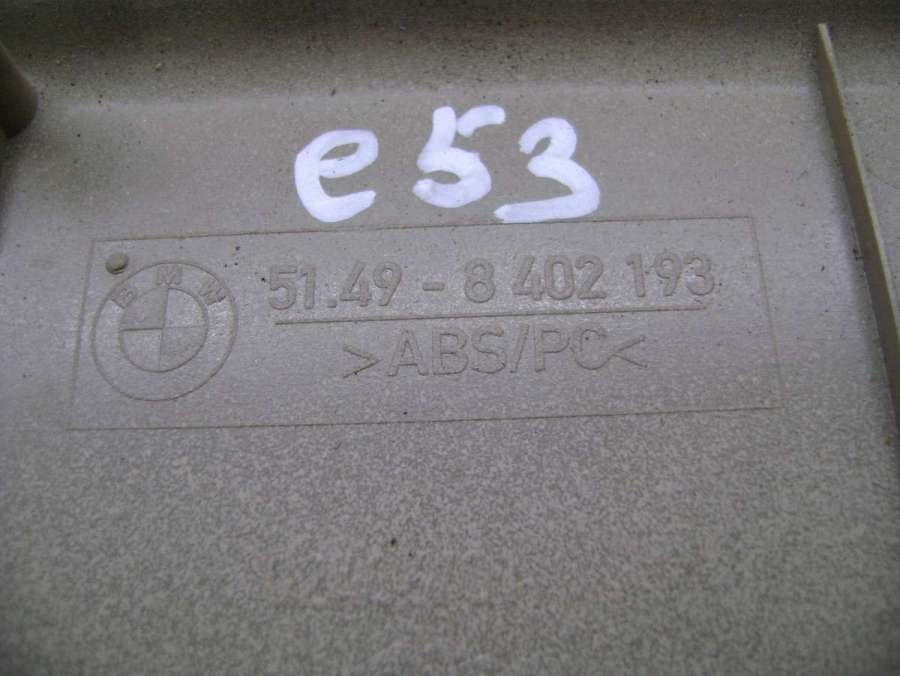 e53
BMW
51.49 - 8 402 193
>ABS/PC<